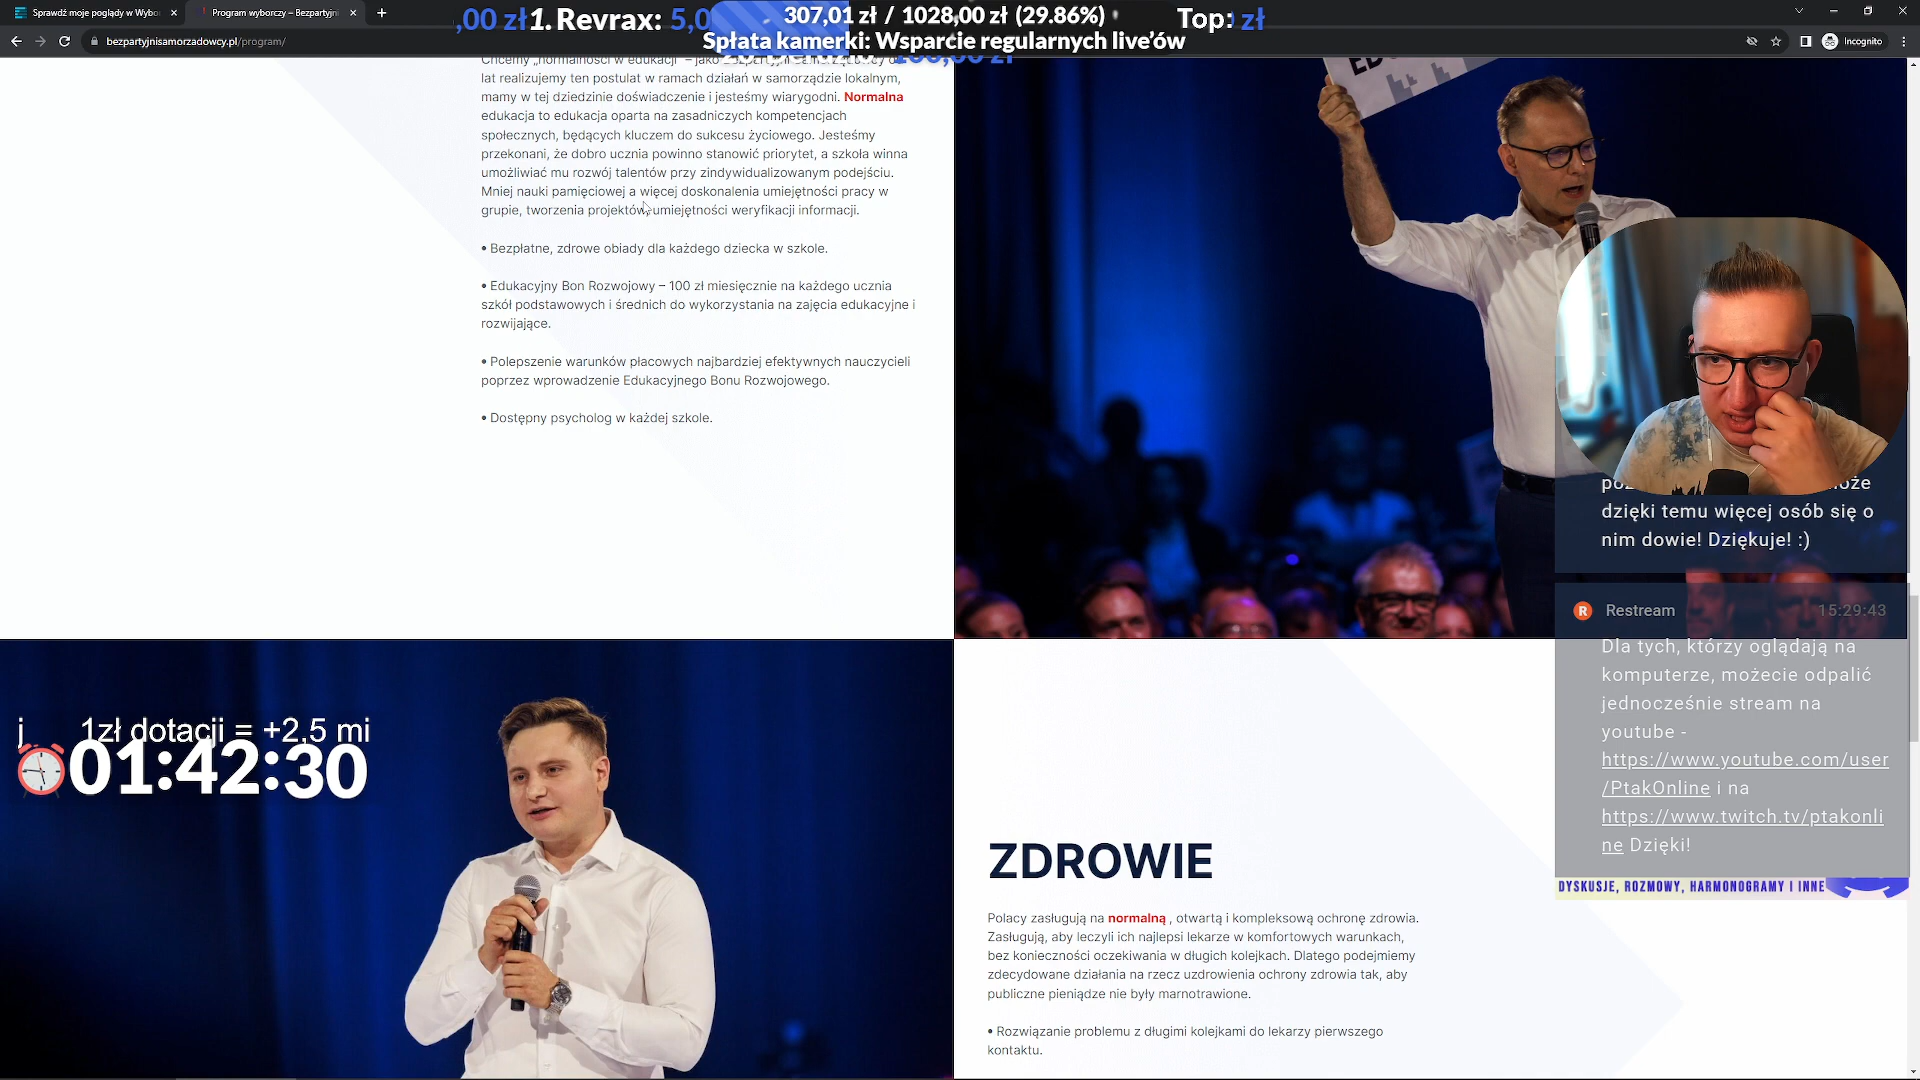 Sprawdź moje poglądy w Wybo
Program wyborczy – Bezpartyjni
,00 zł 1. Revrax: 5,0
307,01 zł / 1028,00 zł (29.86%)
Top: zł
Spłata kamerki: Wsparcie regularnych live’ów
bezpartyjnisamorzadowcy.pl/program/
Incognito
Chcemy „normalności w edukacji” – jako
lat realizujemy ten postulat w ramach działań w samorządzie lokalnym,
mamy w tej dziedzinie doświadczenie i jesteśmy wiarygodni. Normalna
edukacja to edukacja oparta na zasadniczych kompetencjach
społecznych, będących kluczem do sukcesu życiowego. Jesteśmy
przekonani, że dobro ucznia powinno stanowić priorytet, a szkoła winna
umożliwiać mu rozwój talentów przy zindywidualizowanym podejściu.
Mniej nauki pamięciowej a więcej doskonalenia umiejętności pracy w
grupie, tworzenia projektów, umiejętności weryfikacji informacji.
• Bezpłatne, zdrowe obiady dla każdego dziecka w szkole.
• Edukacyjny Bon Rozwojowy – 100 zł miesięcznie na każdego ucznia
szkół podstawowych i średnich do wykorzystania na zajęcia edukacyjne i
rozwijające.
• Polepszenie warunków płacowych najbardziej efektywnych nauczycieli
poprzez wprowadzenie Edukacyjnego Bonu Rozwojowego.
• Dostępny psycholog w każdej szkole.
dzięki temu więcej osób się o
nim dowie! Dziękuje! :)
Restream 15:29:43
Dla tych, którzy oglądają na
komputerze, możecie odpalić
jednocześnie stream na
youtube -
https://www.youtube.com/user
/PtakOnline i na
https://www.twitch.tv/ptakonli
ne Dzięki!
DYSKUSJE, ROZMOWY, HARMONOGRAMY I INNE
j 1zł dotacji = +2,5 mi
01:42:30
ZDROWIE
Polacy zasługują na normalną , otwartą i kompleksową ochronę zdrowia.
Zasługują, aby leczyli ich najlepsi lekarze w komfortowych warunkach,
bez konieczności oczekiwania w długich kolejkach. Dlatego podejmiemy
zdecydowane działania na rzecz uzdrowienia ochrony zdrowia tak, aby
publiczne pieniądze nie były marnotrawione.
• Rozwiązanie problemu z długimi kolejkami do lekarzy pierwszego
kontaktu.